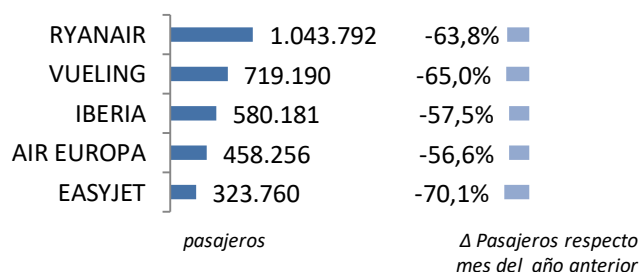 RYANAIR 1.043.792 -63,8%
VUELING 719.190 -65,0%
IBERIA 580.181 -57,5%
AIR EUROPA 458.256 -56,6%
EASYJET 323.760 -70,1%
pasajeros Δ Pasajeros respecto
mes del año anterior